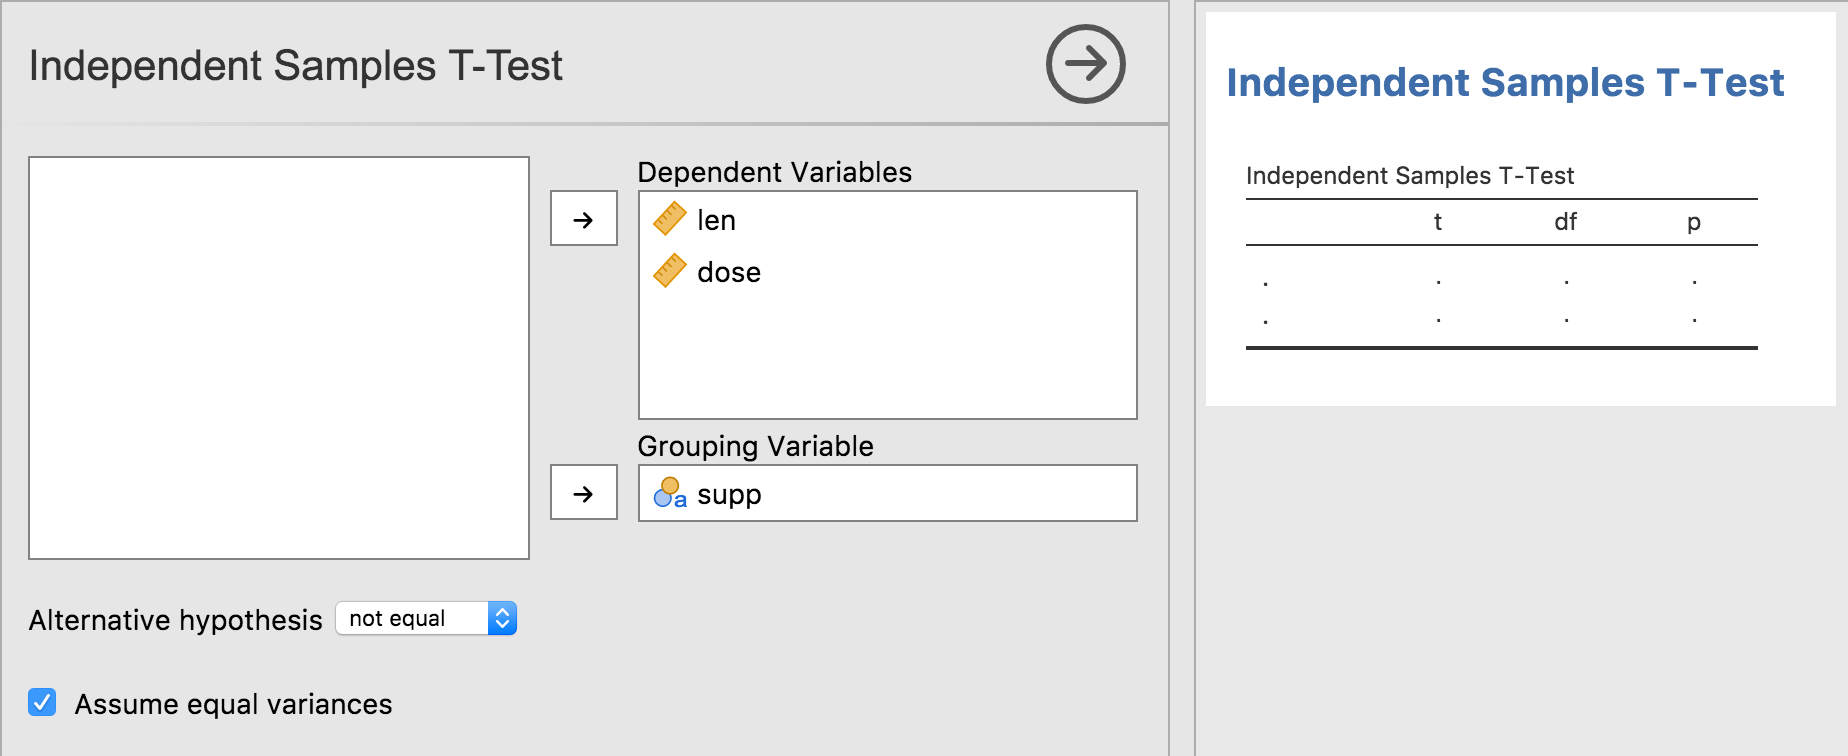 Independent Samples T-Test
Dependent Variables
len
dose
Grouping Variable
a supp
Alternative hypothesis not equal
Assume equal variances
Independent Samples T-Test
Independent Samples T-Test
t df p
. . . .
. . . .